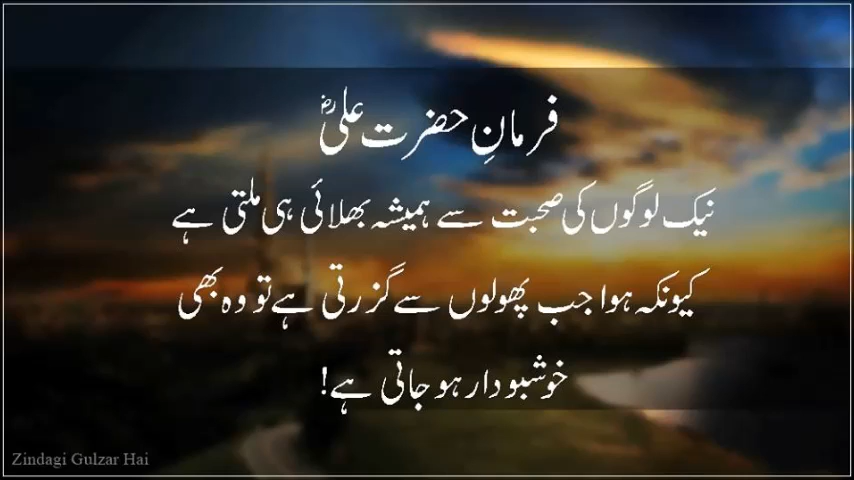 فرمانِ حضرت علیؓ
نیک لوگوں کی صحبت سے ہمیشہ بھلائی ہی ملتی ہے
کیونکہ ہوا جب پھولوں سے گزرتی ہے تو وہ بھی
خوشبودار ہو جاتی ہے!
Zindagi Gulzar Hai